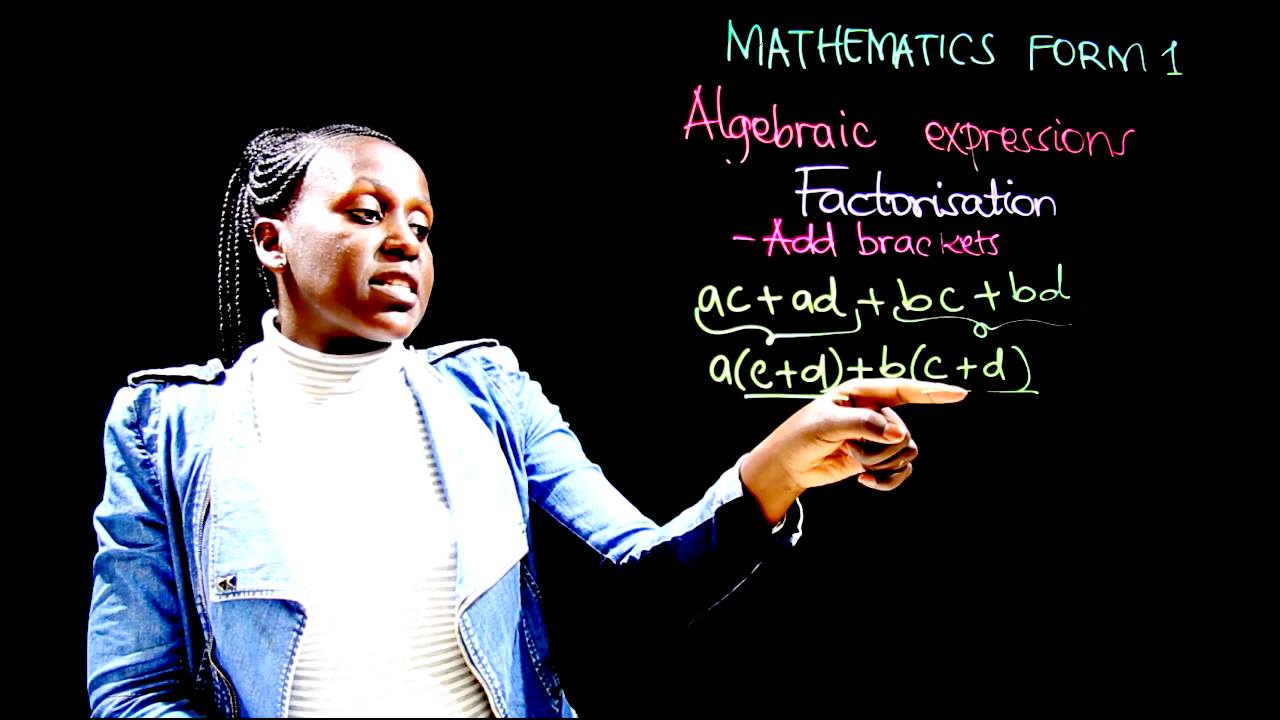 MATHEMATICS FORM 1
Algebraic expressions
Factorisation
- Add brackets
ac + ad + bc + bd
a(c+d) + b(c+d)